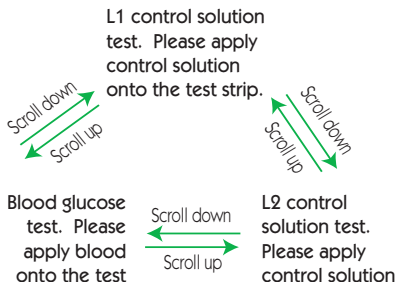 L1 control solution
test. Please apply
control solution
onto the test strip.
Scroll down
Scroll up
Scroll down
Scroll up
Blood glucose
test. Please
apply blood
onto the test
Scroll down
Scroll up
L2 control
solution test.
Please apply
control solution